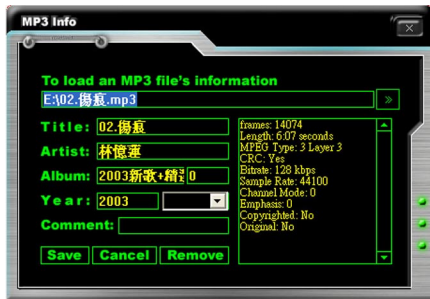 MP3 Info
To load an MP3 file's information
E:\02.傷痕.mp3
»
Title: 02.傷痕
Artist: 林憶蓮
Album: 2003新歌+精 0
Year: 2003
Comment:
Save Cancel Remove
frames: 14074
Length: 6:07 seconds
MPEG Type: 3 Layer 3
CRC: Yes
Bitrate: 128 kbps
Sample Rate: 44100
Channel Mode: 0
Emphasis: 0
Copyrighted: No
Original: No